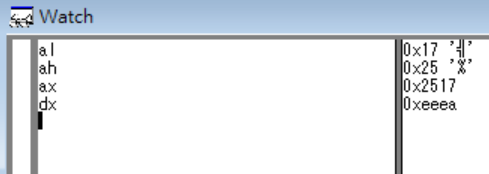 Watch
al 0x17 '╣'
ah 0x25 '%'
ax 0x2517
dx 0xeeea